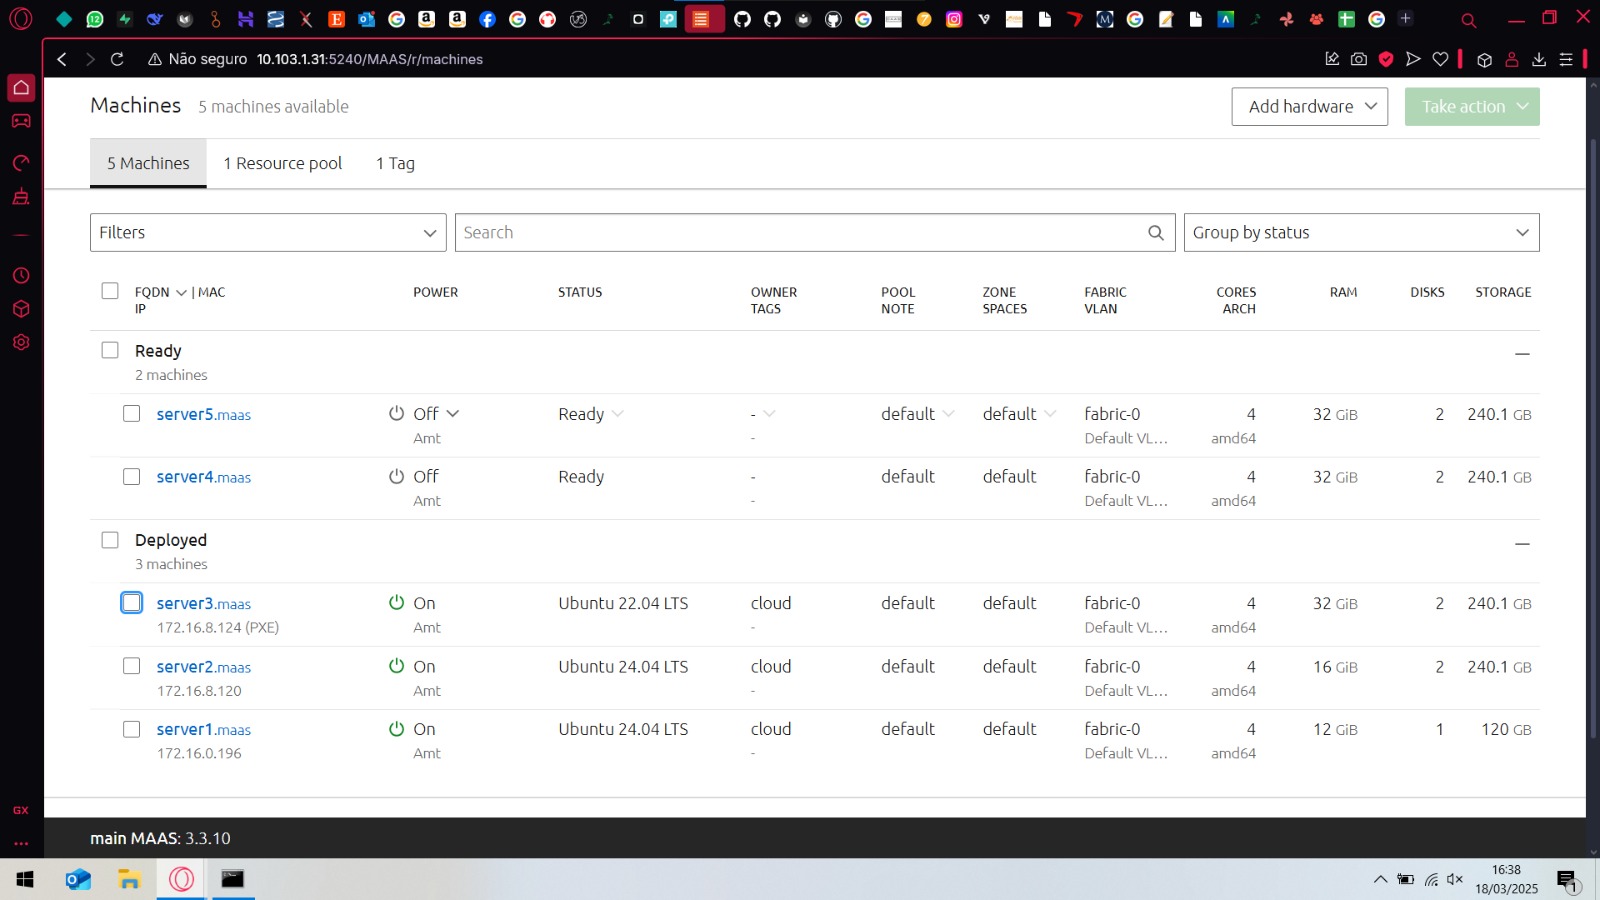 Não seguro 10.103.1.31:5240/MAAS/r/machines
Machines 5 machines available
Add hardware
Take action
5 Machines 1 Resource pool 1 Tag
Filters
Search
Group by status
FQDN | MAC POWER STATUS OWNER POOL ZONE FABRIC CORES RAM DISKS STORAGE
IP TAGS NOTE SPACES VLAN ARCH
Ready
2 machines
server5.maas Off Ready - default default fabric-0 4 32 GiB 2 240.1 GB
Amt - Default VL... amd64
server4.maas Off Ready - default default fabric-0 4 32 GiB 2 240.1 GB
Amt - Default VL... amd64
Deployed
3 machines
server3.maas On Ubuntu 22.04 LTS cloud default default fabric-0 4 32 GiB 2 240.1 GB
172.16.8.124 (PXE) Amt - Default VL... amd64
server2.maas On Ubuntu 24.04 LTS cloud default default fabric-0 4 16 GiB 2 240.1 GB
172.16.8.120 Amt - Default VL... amd64
server1.maas On Ubuntu 24.04 LTS cloud default default fabric-0 4 12 GiB 1 120 GB
172.16.0.196 Amt - Default VL... amd64
GX
main MAAS: 3.3.10
16:38
18/03/2025
1